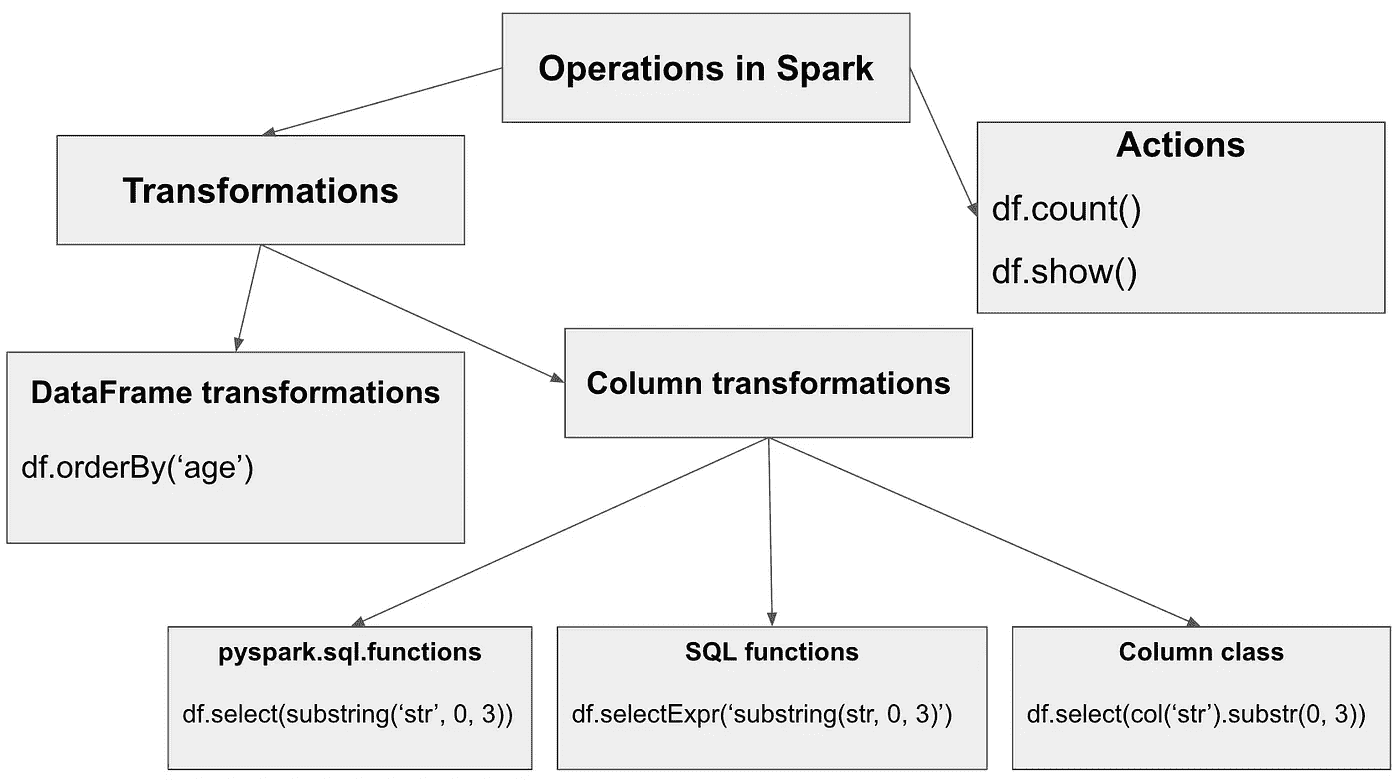 Operations in Spark
Transformations
Actions
df.count()
df.show()
DataFrame transformations
df.orderBy(‘age’)
Column transformations
pyspark.sql.functions
df.select(substring(‘str’, 0, 3))
SQL functions
df.selectExpr(‘substring(str, 0, 3)’)
Column class
df.select(col(‘str’).substr(0, 3))